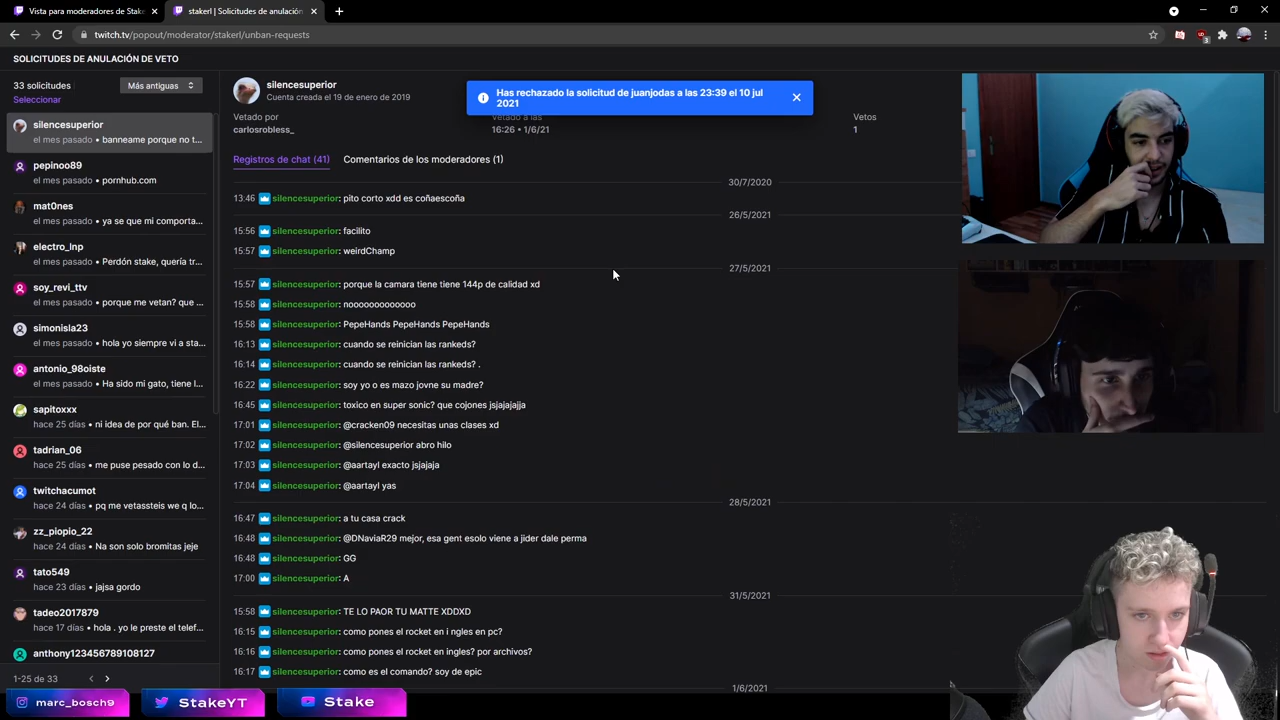 Vista para moderadores de Stake
stakerl | Solicitudes de anulación
twitch.tv/popout/moderator/stakerl/unban-requests
3
SOLICITUDES DE ANULACIÓN DE VETO
33 solicitudes
Más antiguas
Seleccionar
silencesuperior
el mes pasado • banneame porque no t...
pepinoo89
el mes pasado • pornhub.com
mat0nes
el mes pasado • ya se que mi comporta...
electro_lnp
el mes pasado • Perdón stake, quería tr...
soy_revi_ttv
el mes pasado • porque me vetan? que ...
simonisla23
el mes pasado • hola yo siempre vi a sta...
antonio_98oiste
el mes pasado • Ha sido mi gato, tiene l...
sapitoxxx
hace 25 días • ni idea de por qué ban. El...
tadrian_06
hace 25 días • me puse pesado con lo d...
twitchacumot
hace 24 días • pq me vetassteis we q lo...
zz_piopio_22
hace 24 días • Na son solo bromitas jeje
tato549
hace 23 días • jajsa gordo
tadeo2017879
hace 17 días • hola . yo le preste el telef...
anthony123456789108127
1-25 de 33
silencesuperior
Cuenta creada el 19 de enero de 2019
Has rechazado la solicitud de juanjodas a las 23:39 el 10 jul
2021
Vetado por
carlosrobless_
Vetado a las
16:26 • 1/6/21
Vetos
1
Registros de chat (41)
Comentarios de los moderadores (1)
30/7/2020
13:46 silencesuperior: pito corto xdd es coñaescoña
26/5/2021
15:56 silencesuperior: facilito
15:57 silencesuperior: weirdChamp
27/5/2021
15:57 silencesuperior: porque la camara tiene tiene 144p de calidad xd
15:58 silencesuperior: nooooooooooooo
15:58 silencesuperior: PepeHands PepeHands PepeHands
16:13 silencesuperior: cuando se reinician las rankeds?
16:14 silencesuperior: cuando se reinician las rankeds? .
16:22 silencesuperior: soy yo o es mazo jovne su madre?
16:45 silencesuperior: toxico en super sonic? que cojones jsjajajajja
17:01 silencesuperior: @cracken09 necesitas unas clases xd
17:02 silencesuperior: @silencesuperior abro hilo
17:03 silencesuperior: @aartayl exacto jsjajaja
17:04 silencesuperior: @aartayl yas
28/5/2021
16:47 silencesuperior: a tu casa crack
16:48 silencesuperior: @DNaviaR29 mejor, esa gent esolo viene a jider dale perma
16:48 silencesuperior: GG
17:00 silencesuperior: A
31/5/2021
15:58 silencesuperior: TE LO PAOR TU MATTE XDDXD
16:15 silencesuperior: como pones el rocket en i ngles en pc?
16:16 silencesuperior: como pones el rocket en ingles? por archivos?
16:17 silencesuperior: como es el comando? soy de epic
1/6/2021
marc_bosch9
StakeYT
Stake